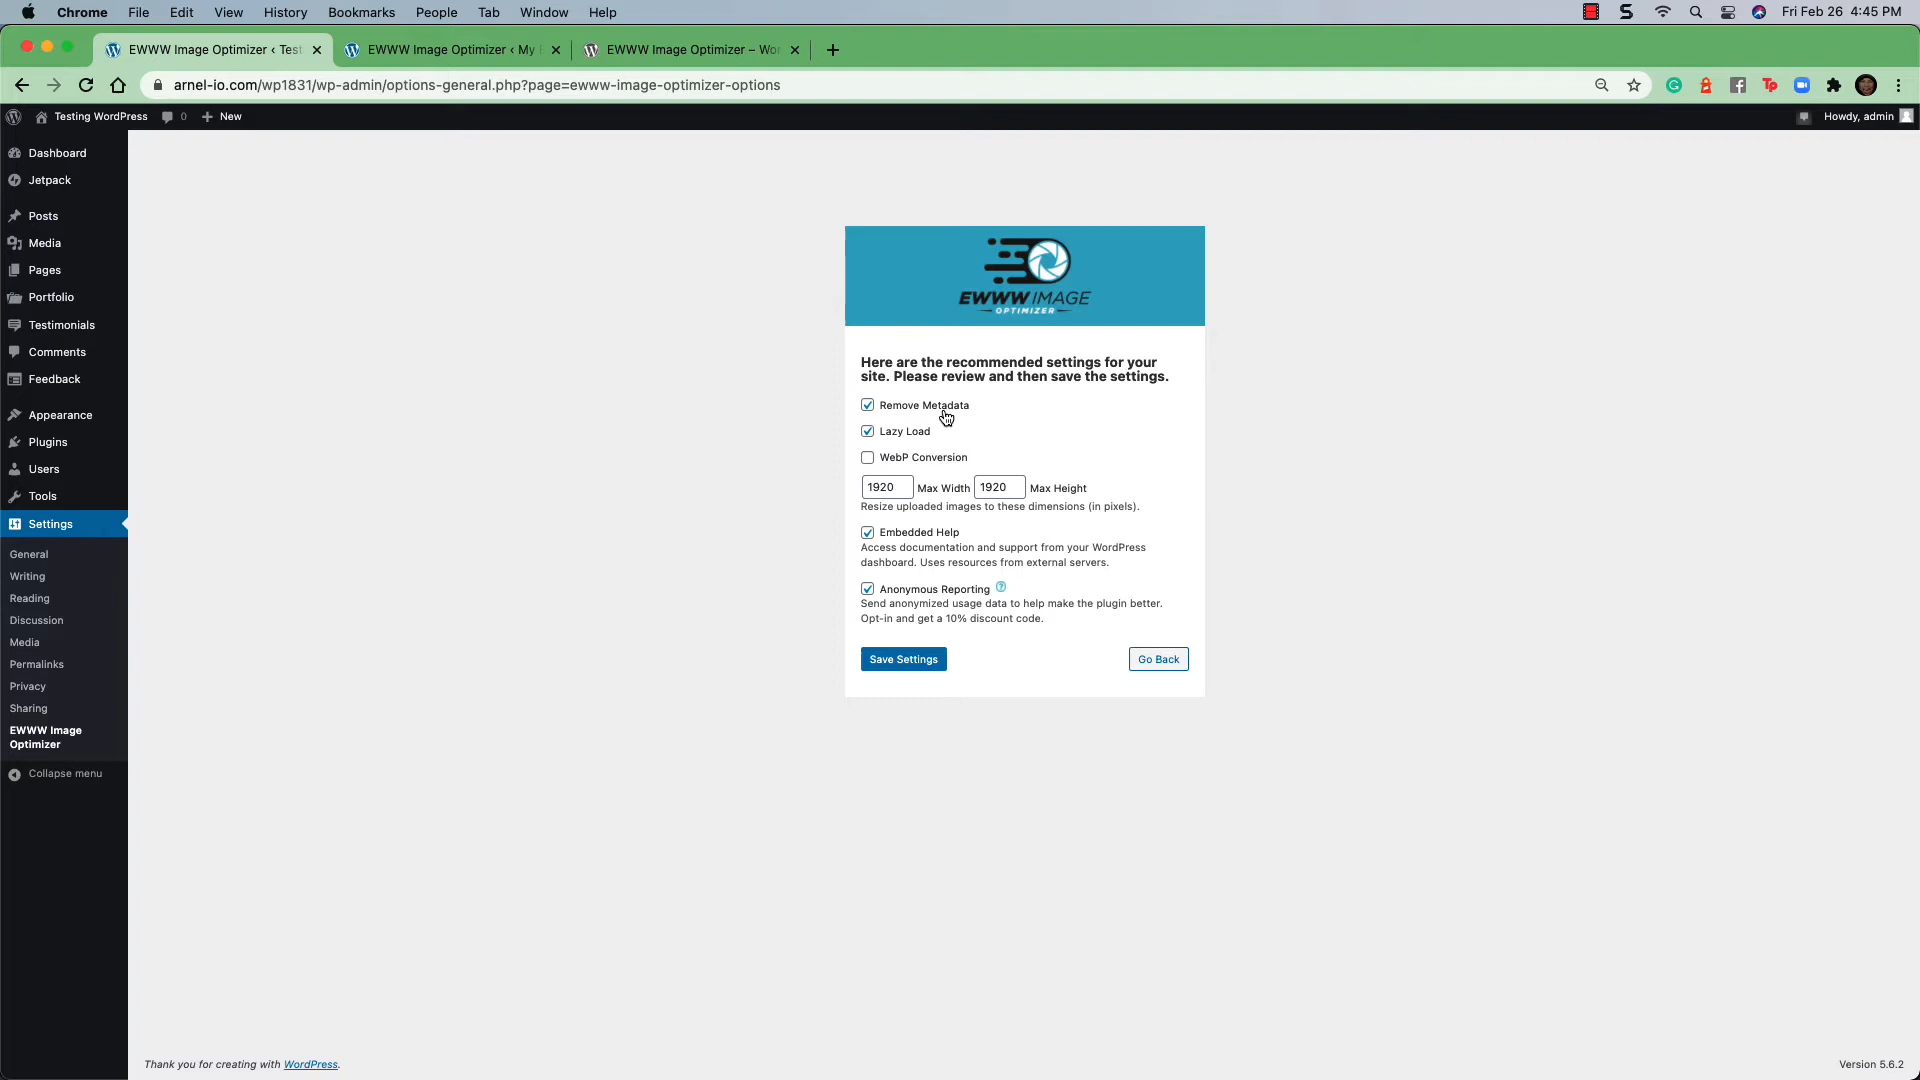 Chrome File Edit View History Bookmarks People Tab Window Help Fri Feb 26 4:45 PM
EWWW Image Optimizer ‹ Test EWWW Image Optimizer ‹ My EWWW Image Optimizer – Wor
arnel-io.com/wp1831/wp-admin/options-general.php?page=ewww-image-optimizer-options
Testing WordPress 0 + New Howdy, admin
Dashboard
Jetpack
Posts
Media
Pages
Portfolio
Testimonials
Comments
Feedback
Appearance
Plugins
Users
Tools
Settings
General
Writing
Reading
Discussion
Media
Permalinks
Privacy
Sharing
EWWW Image
Optimizer
Collapse menu
EWWW IMAGE
OPTIMIZER
Here are the recommended settings for your
site. Please review and then save the settings.
Remove Metadata
Lazy Load
WebP Conversion
1920 Max Width 1920 Max Height
Resize uploaded images to these dimensions (in pixels).
Embedded Help
Access documentation and support from your WordPress
dashboard. Uses resources from external servers.
Anonymous Reporting ?
Send anonymized usage data to help make the plugin better.
Opt-in and get a 10% discount code.
Save Settings Go Back
Thank you for creating with WordPress. Version 5.6.2